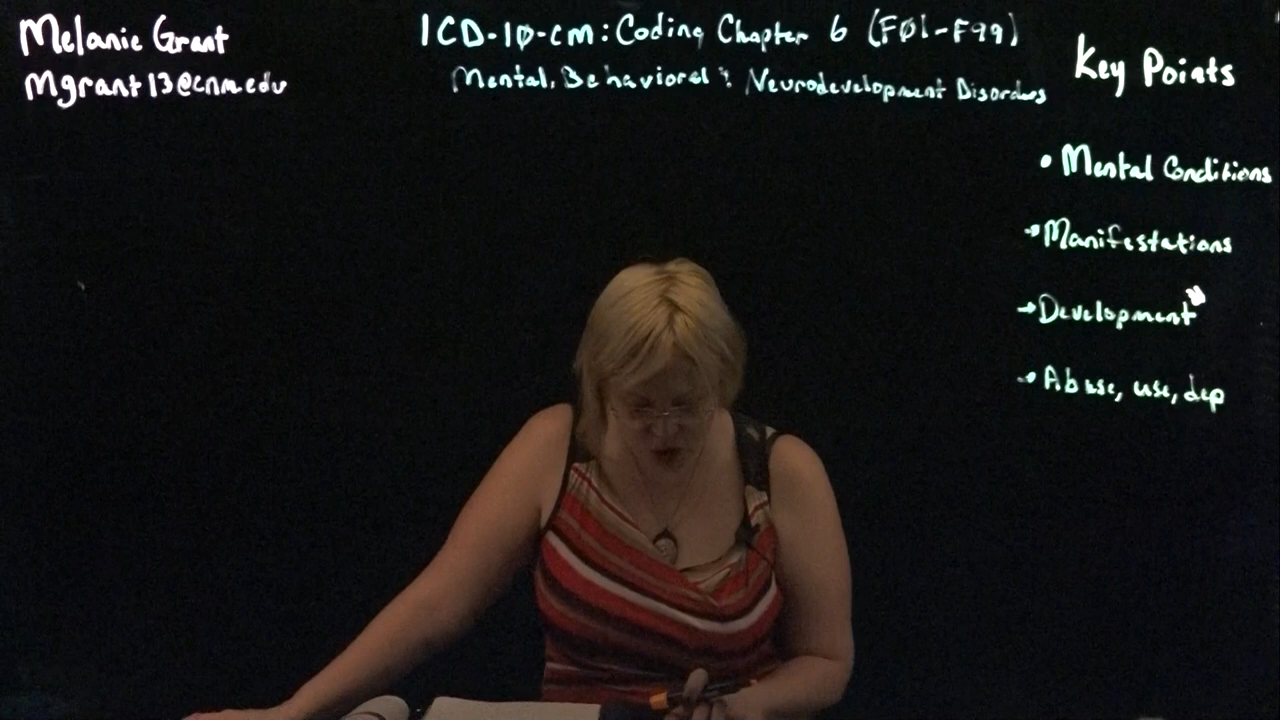 Melanie Grant
Mgrant13@cnm.edu
ICD-10-cm: Coding Chapter 6 (F01-F99)
Mental, Behavioral & Neurodevelopment Disorders
Key Points
• Mental Conditions
→ Manifestations
→ Development
→ Abuse, use, dep